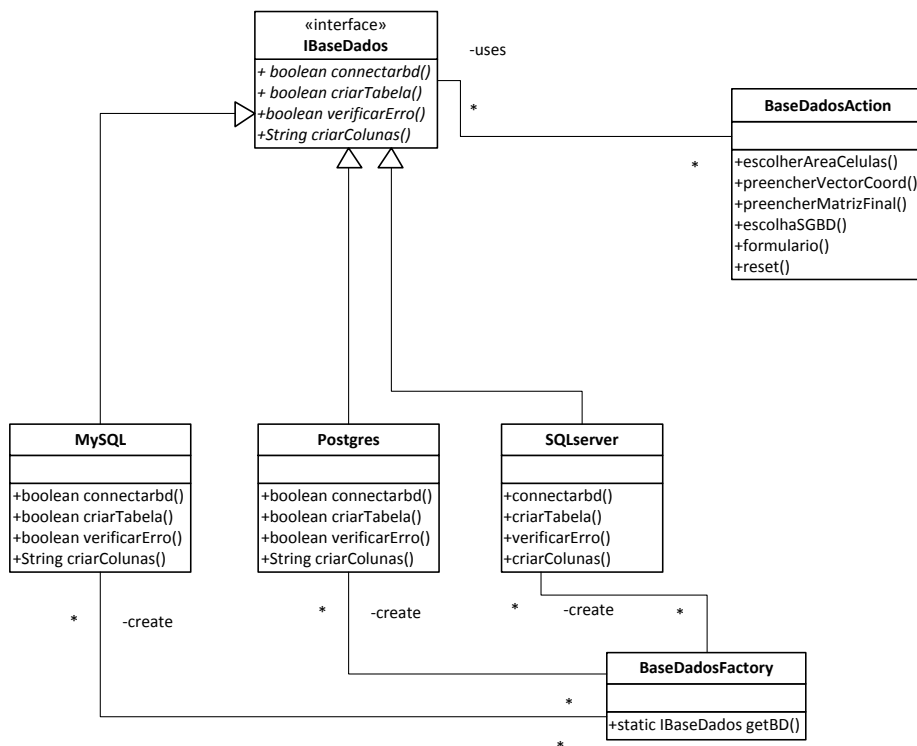 «interface»
IBaseDados
+ boolean connectarbd()
+ boolean criarTabela()
+boolean verificarErro()
+String criarColunas()
-uses
*
*
BaseDadosAction
+escolherAreaCelulas()
+preencherVectorCoord()
+preencherMatrizFinal()
+escolhaSGBD()
+formulario()
+reset()
MySQL
+boolean connectarbd()
+boolean criarTabela()
+boolean verificarErro()
+String criarColunas()
Postgres
+boolean connectarbd()
+boolean criarTabela()
+boolean verificarErro()
+String criarColunas()
SQLserver
+connectarbd
+criarTabela()
+verificarErro()
+criarColunas()
*
-create
*
*
-create
*
BaseDadosFactory
+static IBaseDados getBD()
*
*